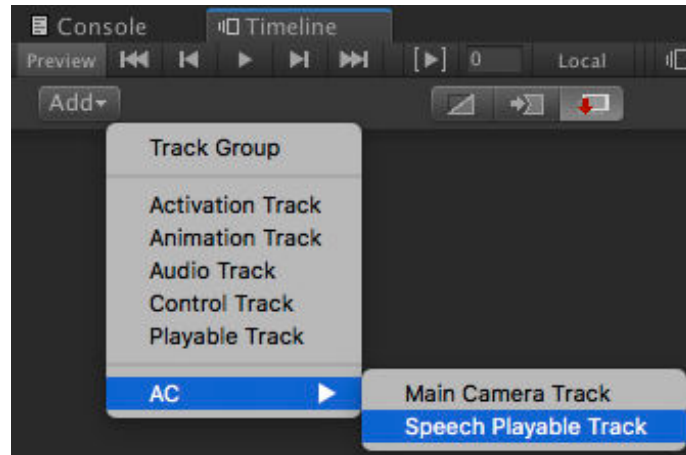 Console Timeline
Preview 0 Local
Add
Track Group
Activation Track
Animation Track
Audio Track
Control Track
Playable Track
AC Main Camera Track
Speech Playable Track